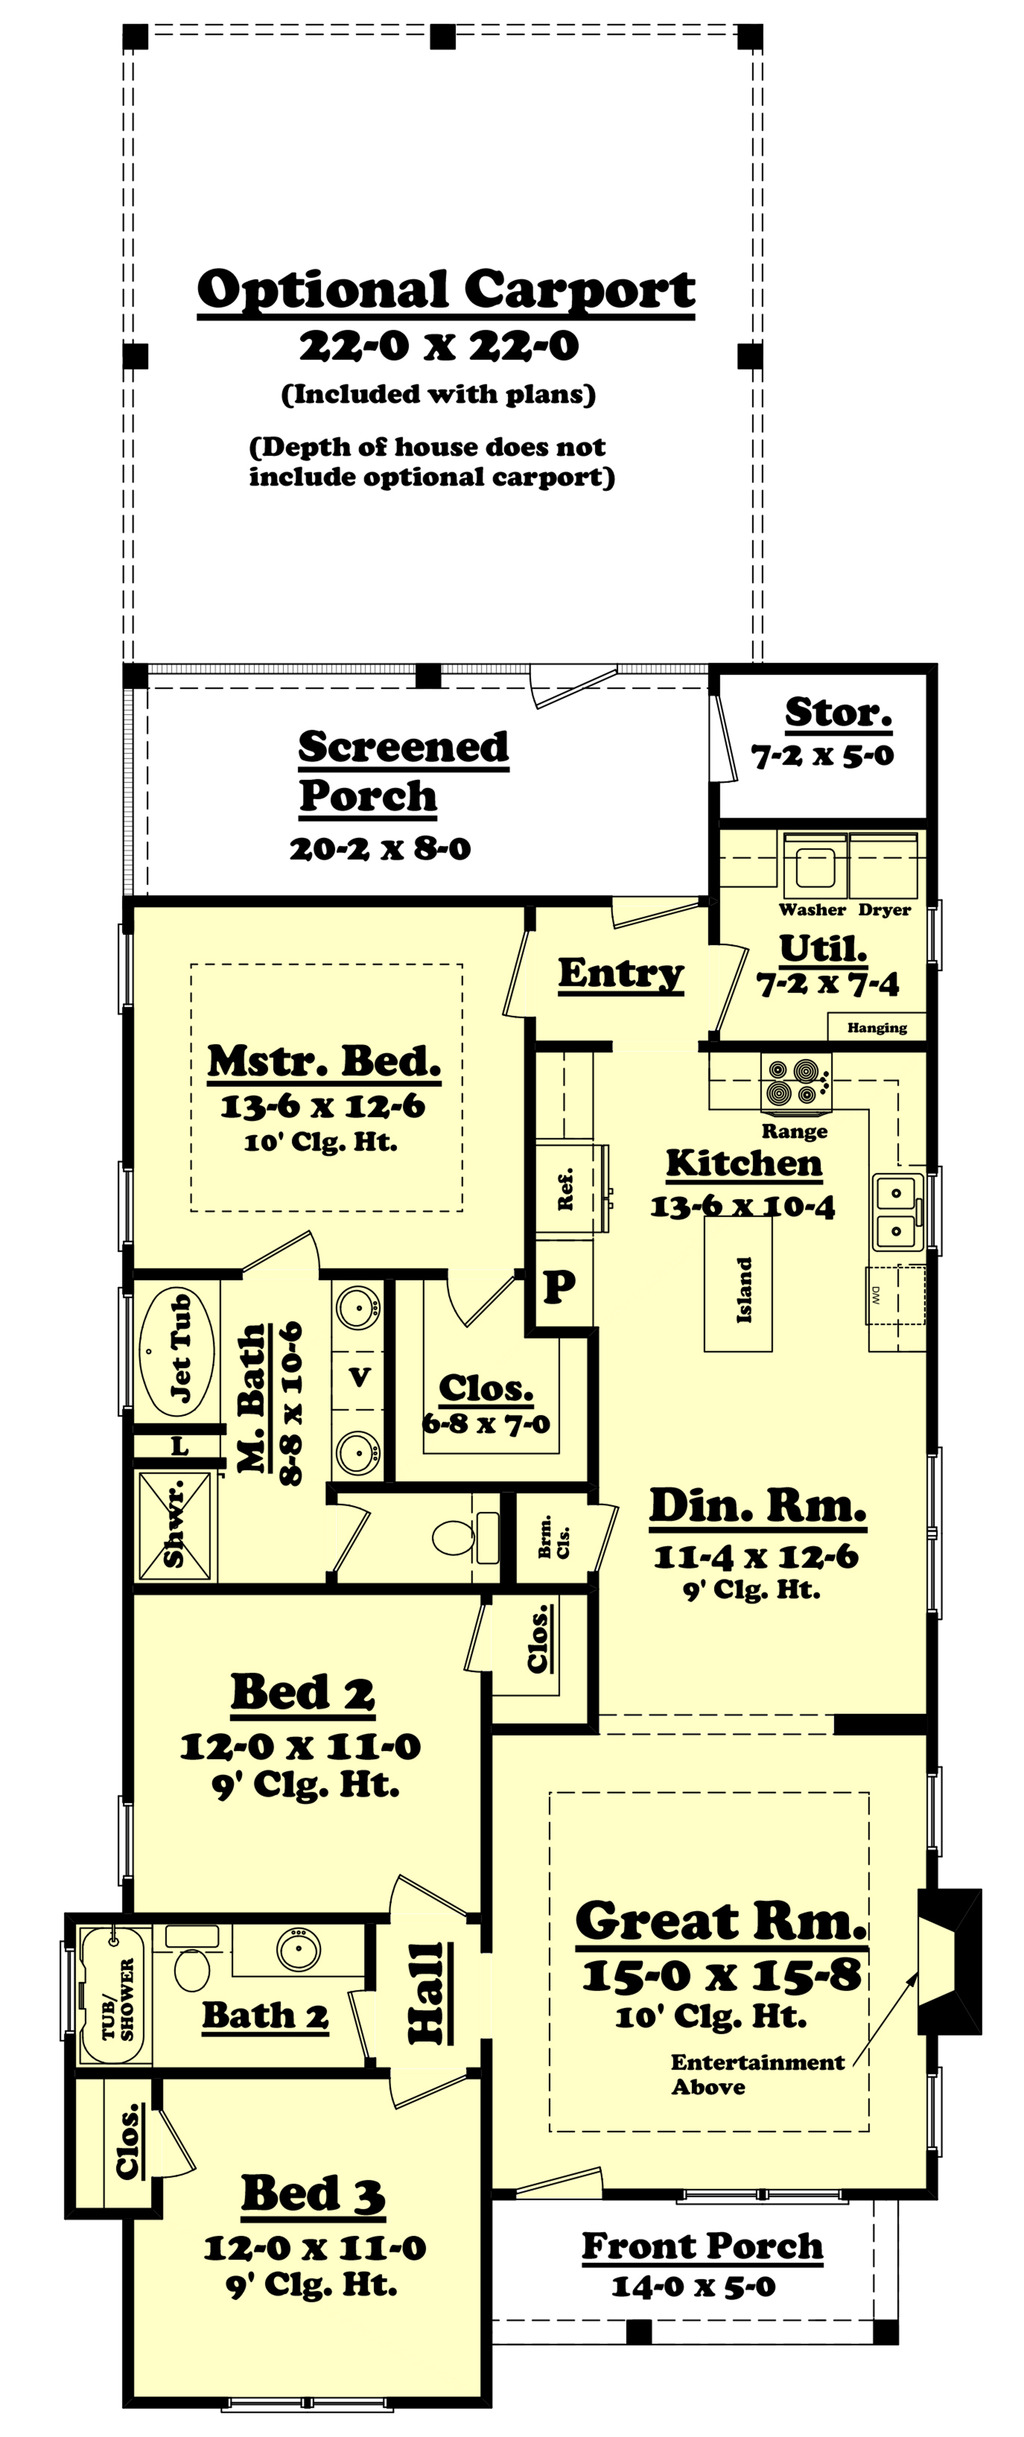 Optional Carport
22-0 x 22-0
(Included with plans)
(Depth of house does not
include optional carport)
Stor.
7-2 x 5-0
Screened
Porch
20-2 x 8-0
Washer Dryer
Util.
7-2 x 7-4
Hanging
Entry
Mstr. Bed.
13-6 x 12-6
10' Clg. Ht.
Range
Kitchen
13-6 x 10-4
Ref.
P
Island
D/W
Jet Tub
M. Bath
8-8 x 10-6
V
Clos.
6-8 x 7-0
L
Shwr.
Brm.
Cls.
Din. Rm.
11-4 x 12-6
9' Clg. Ht.
Clos.
Bed 2
12-0 x 11-0
9' Clg. Ht.
Great Rm.
15-0 x 15-8
10' Clg. Ht.
Entertainment
Above
Hall
TUB/
SHOWER
Bath 2
Clos.
Bed 3
12-0 x 11-0
9' Clg. Ht.
Front Porch
14-0 x 5-0